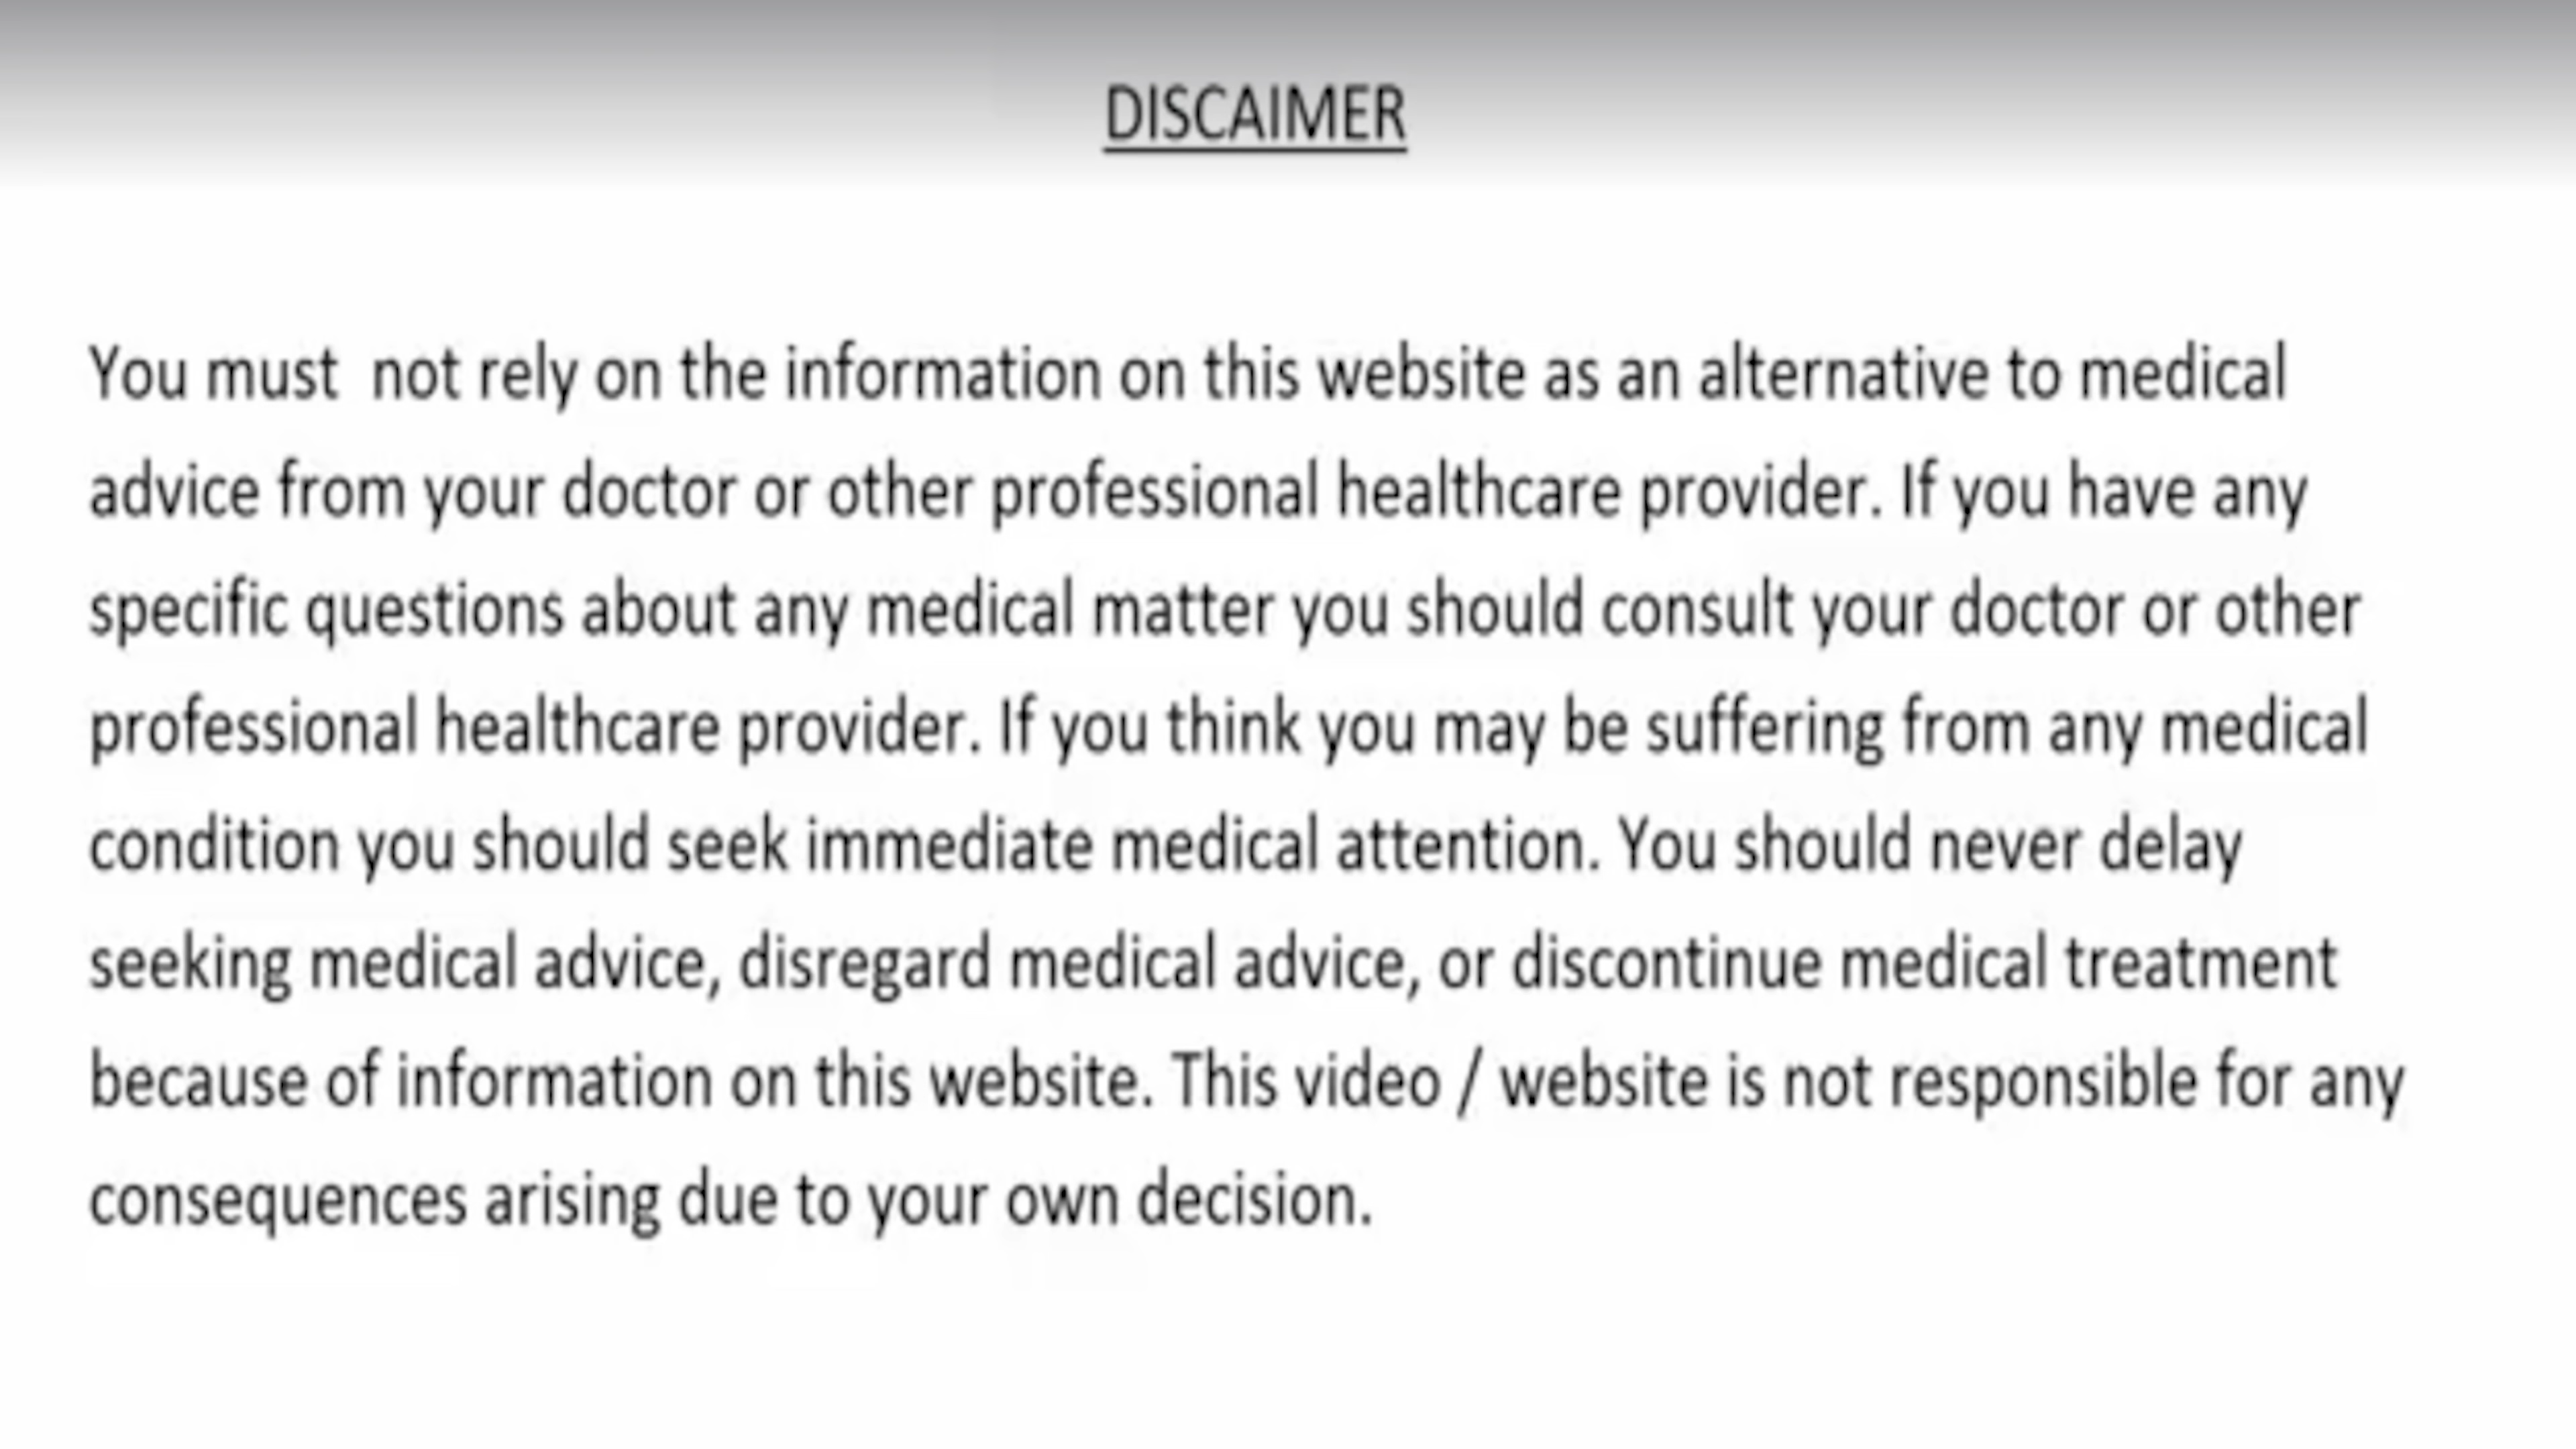 DISCAIMER
You must  not rely on the information on this website as an alternative to medical
advice from your doctor or other professional healthcare provider. If you have any
specific questions about any medical matter you should consult your doctor or other
professional healthcare provider. If you think you may be suffering from any medical
condition you should seek immediate medical attention. You should never delay
seeking medical advice, disregard medical advice, or discontinue medical treatment
because of information on this website. This video / website is not responsible for any
consequences arising due to your own decision.